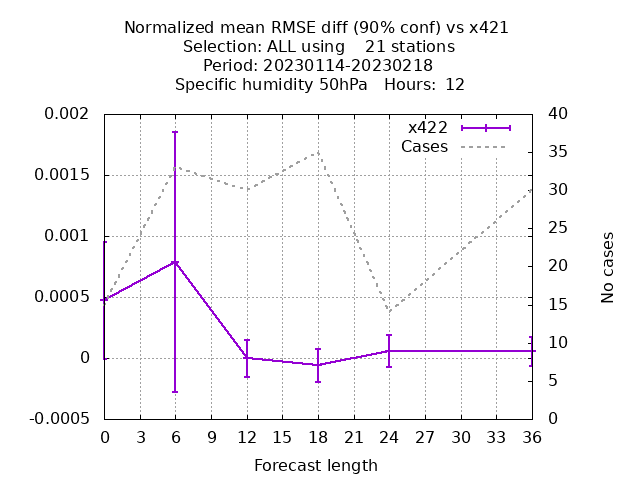 Normalized mean RMSE diff (90% conf) vs x421
Selection: ALL using    21 stations
Period: 20230114-20230218
Specific humidity 50hPa   Hours:  12
x422
Cases
0.002
0.0015
0.001
0.0005
0
-0.0005
40
35
30
25
20
15
10
5
0
No cases
0 3 6 9 12 15 18 21 24 27 30 33 36
Forecast length